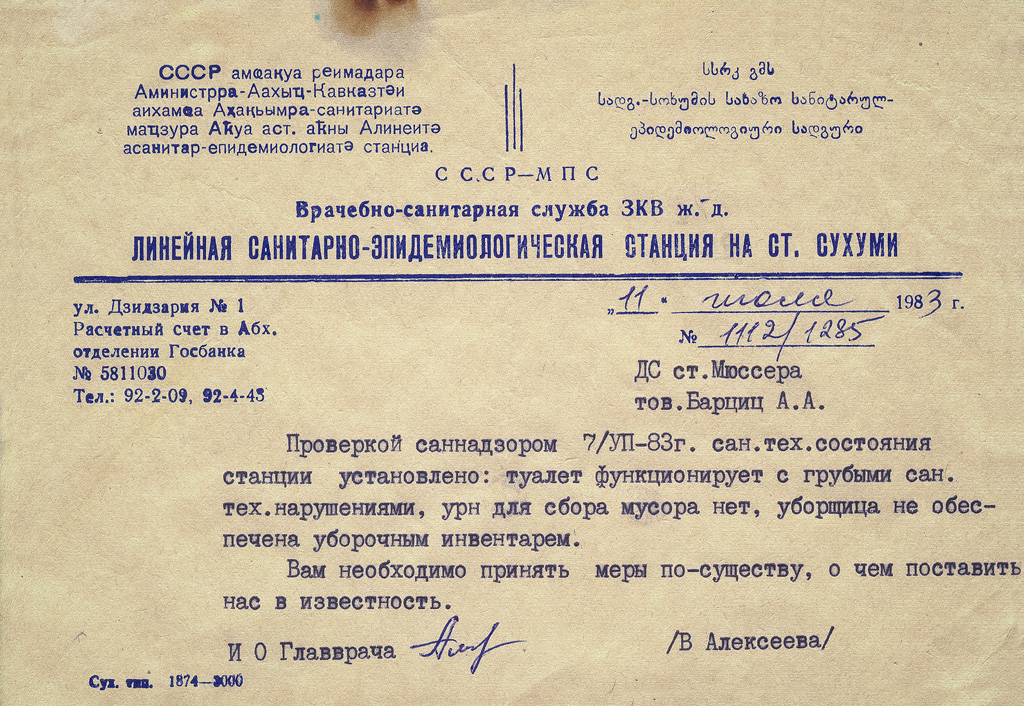 СССР амҩақуа реимадара
Аминистрра-Аахыҵ-Кавказтәи
аихамҩа Аҳақьымра-санитариатә
маҵзура Аҟуа аст. аҟны Алинеитә
асанитар-епидемиологиатә станциа.
სსრკ გმს
სადგ.-სოხუმის სახაზო სანიტარულ-
ეპიდემიოლოგიური სადგური
СССР—МПС
Врачебно-санитарная служба ЗКВ ж. д.
ЛИНЕЙНАЯ САНИТАРНО-ЭПИДЕМИОЛОГИЧЕСКАЯ СТАНЦИЯ НА СТ. СУХУМИ
ул. Дзидзария № 1
Расчетный счет в Абх.
отделении Госбанка
№ 5811030
Тел.: 92-2-09, 92-4-43
„11" июля 1983 г.
№ 1112/1285
ДС ст.Мюссера
тов.Барциц А.А.
Проверкой саннадзором 7/УП-83г. сан.тех.состояния
станции установлено: туалет функционирует с грубыми сан.
тех.нарушениями, урн для сбора мусора нет, уборщица не обес-
печена уборочным инвентарем.
Вам необходимо принять меры по-существу, о чем поставить
нас в известность.
И О Главврача /В Алексеева/
Сух. тип. 1874—3000